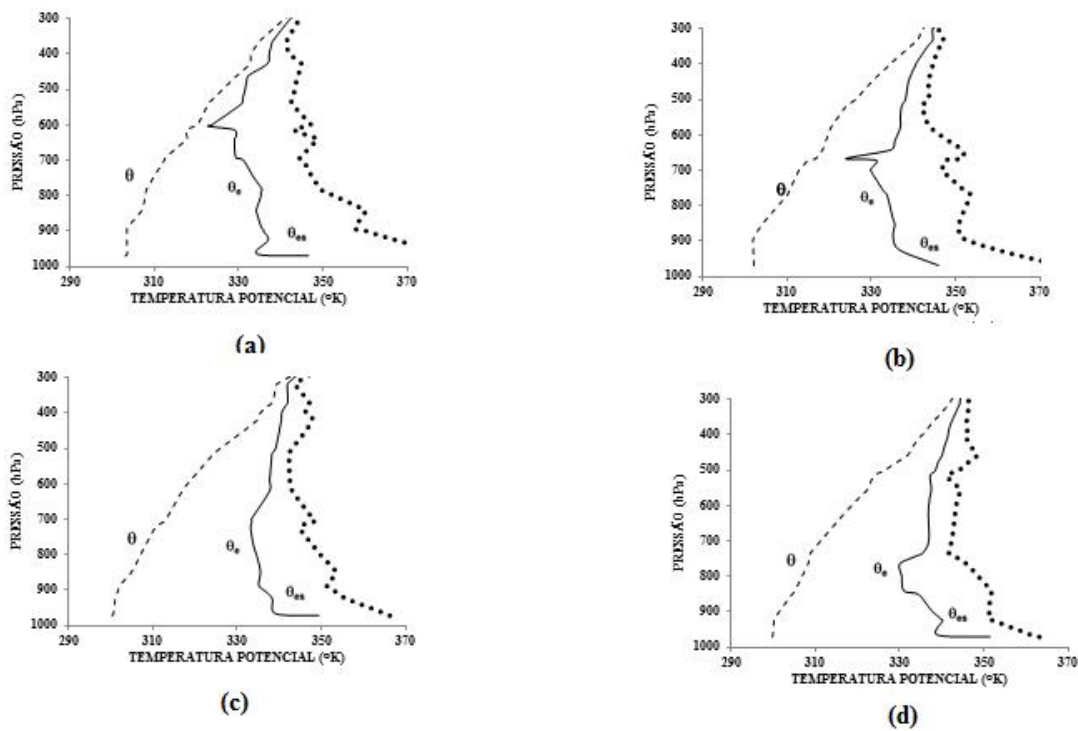 300
400
500
600
700
800
900
1000
PRESSÃO (hPa)
θ
θe
θes
290 310 330 350 370
TEMPERATURA POTENCIAL (ºK)
(a)
300
400
500
600
700
800
900
1000
PRESSÃO (hPa)
θ
θe
θes
290 310 330 350 370
TEMPERATURA POTENCIAL (ºK)
(b)
300
400
500
600
700
800
900
1000
PRESSÃO (hPa)
θ
θe
θes
290 310 330 350 370
TEMPERATURA POTENCIAL (ºK)
(c)
300
400
500
600
700
800
900
1000
PRESSÃO (hPa)
θ
θe
θes
290 310 330 350 370
TEMPERATURA POTENCIAL (ºK)
(d)